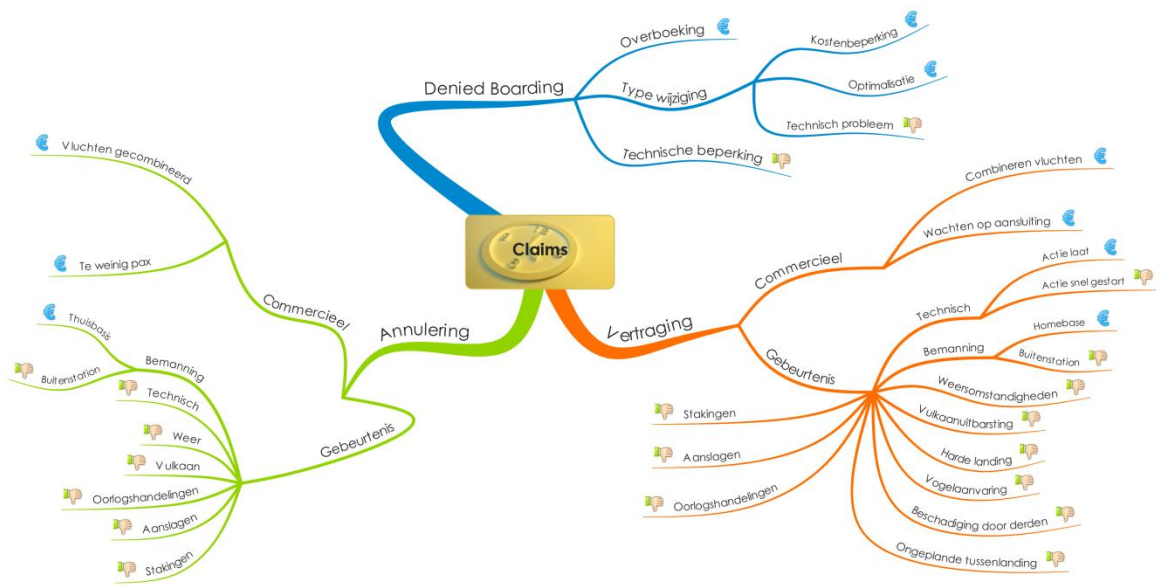 Claims
Denied Boarding
Overboeking
Type wijziging
Kostenbeperking
Optimalisatie
Technisch probleem
Technische beperking
Vertraging
Commercieel
Combineren vluchten
Wachten op aansluiting
Gebeurtenis
Technisch
Actie laat
Actie snel gestart
Bemanning
Homebase
Buitenstation
Weersomstandigheden
Vulkaanuitbarsting
Harde landing
Vogelaanvaring
Beschadiging door derden
Ongeplande tussenlanding
Stakingen
Aanslagen
Oorlogshandelingen
Annulering
Commercieel
Vluchten gecombineerd
Te weinig pax
Gebeurtenis
Bemanning
Thuisbasis
Buitenstation
Technisch
Weer
Vulkaan
Oorlogshandelingen
Aanslagen
Stakingen